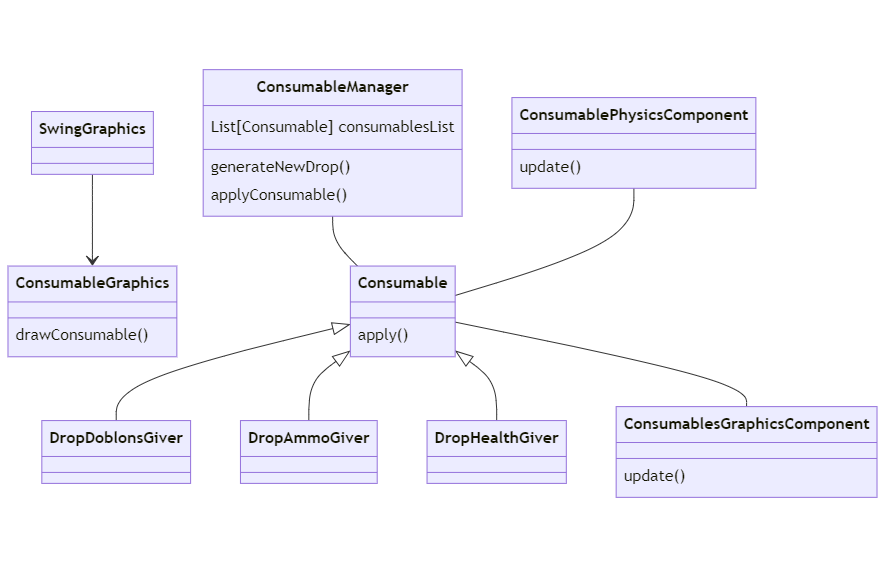 ConsumableManager
List[Consumable] consumablesList
generateNewDrop()
applyConsumable()
ConsumablePhysicsComponent
update()
SwingGraphics
ConsumableGraphics
drawConsumable()
Consumable
apply()
DropDoblonsGiver
DropAmmoGiver
DropHealthGiver
ConsumablesGraphicsComponent
update()